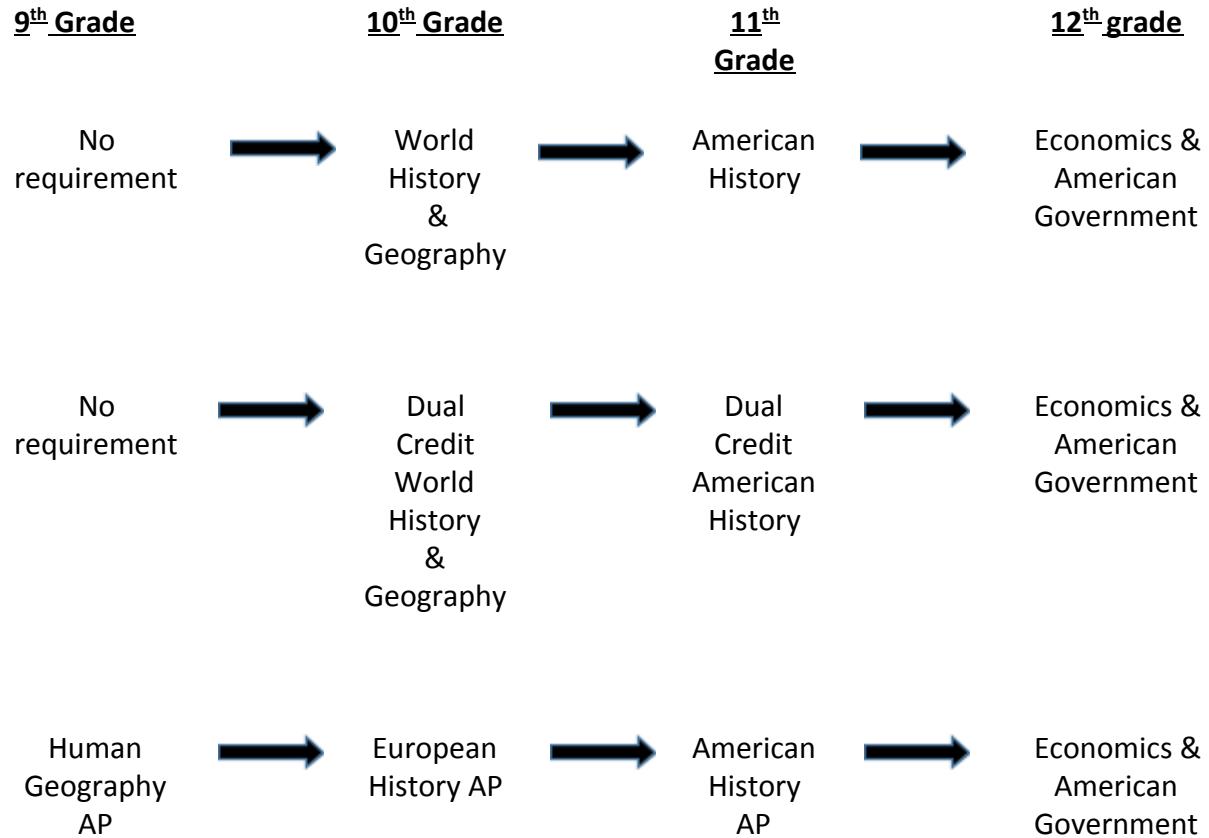 9th Grade
10th Grade
11th
Grade
12th grade
No
requirement
World
History
&
Geography
American
History
Economics &
American
Government
No
requirement
Dual
Credit
World
History
&
Geography
Dual
Credit
American
History
Economics &
American
Government
Human
Geography
AP
European
History AP
American
History
AP
Economics &
American
Government